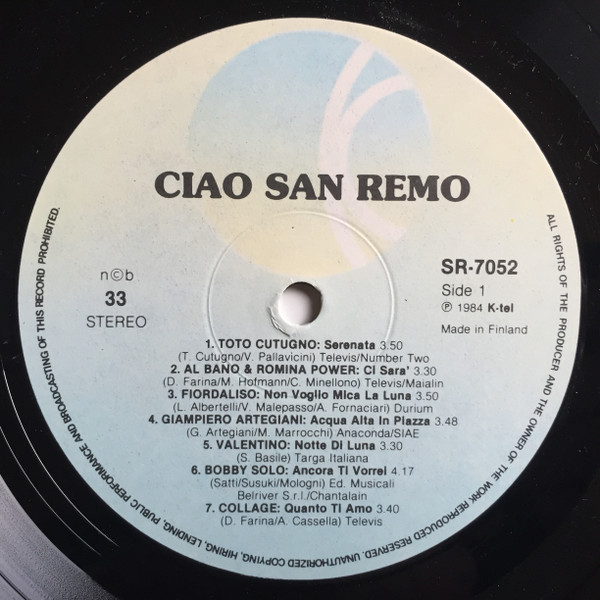 CIAO SAN REMO
n©b
33
STEREO
SR-7052
Side 1
℗ 1984 K-tel
Made in Finland
1. TOTO CUTUGNO: Serenata 3.50
(T. Cutugno/V. Pallavicini) Televis/Number Two
2. AL BANO & ROMINA POWER: Ci Sara' 3.30
(D. Farina/M. Hofmann/C. Minellono) Televis/Maialin
3. FIORDALISO: Non Voglio Mica La Luna 3.50
(L. Albertelli/V. Malepasso/A. Fornaciari) Durium
4. GIAMPIERO ARTEGIANI: Acqua Alta In Piazza 3.48
(G. Artegiani/M. Marrocchi) Anaconda/SIAE
5. VALENTINO: Notte Di Luna 3.30
(S. Basile) Targa Italiana
6. BOBBY SOLO: Ancora Ti Vorrei 4.17
(Satti/Susuki/Mologni) Ed. Musicali
Belriver S.r.l./Chantalain
7. COLLAGE: Quanto Ti Amo 3.40
(D. Farina/A. Cassella) Televis
ALL RIGHTS OF THE PRODUCER AND THE OWNER OF THE WORK REPRODUCED RESERVED. UNAUTHORIZED COPYING, HIRING, LENDING, PUBLIC PERFORMANCE AND BROADCASTING OF THIS RECORD PROHIBITED.